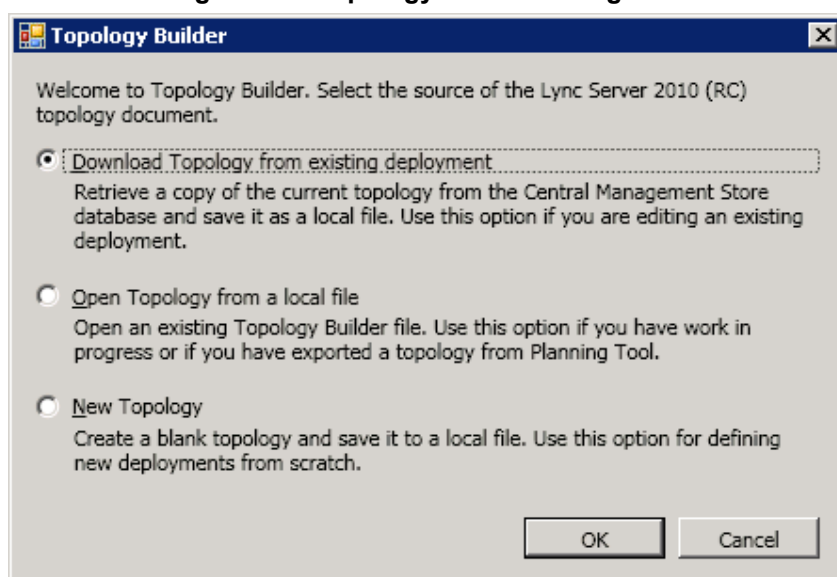 Topology Builder
Welcome to Topology Builder. Select the source of the Lync Server 2010 (RC)
topology document.
Download Topology from existing deployment
Retrieve a copy of the current topology from the Central Management Store
database and save it as a local file. Use this option if you are editing an existing
deployment.
Open Topology from a local file
Open an existing Topology Builder file. Use this option if you have work in
progress or if you have exported a topology from Planning Tool.
New Topology
Create a blank topology and save it to a local file. Use this option for defining
new deployments from scratch.
OK Cancel